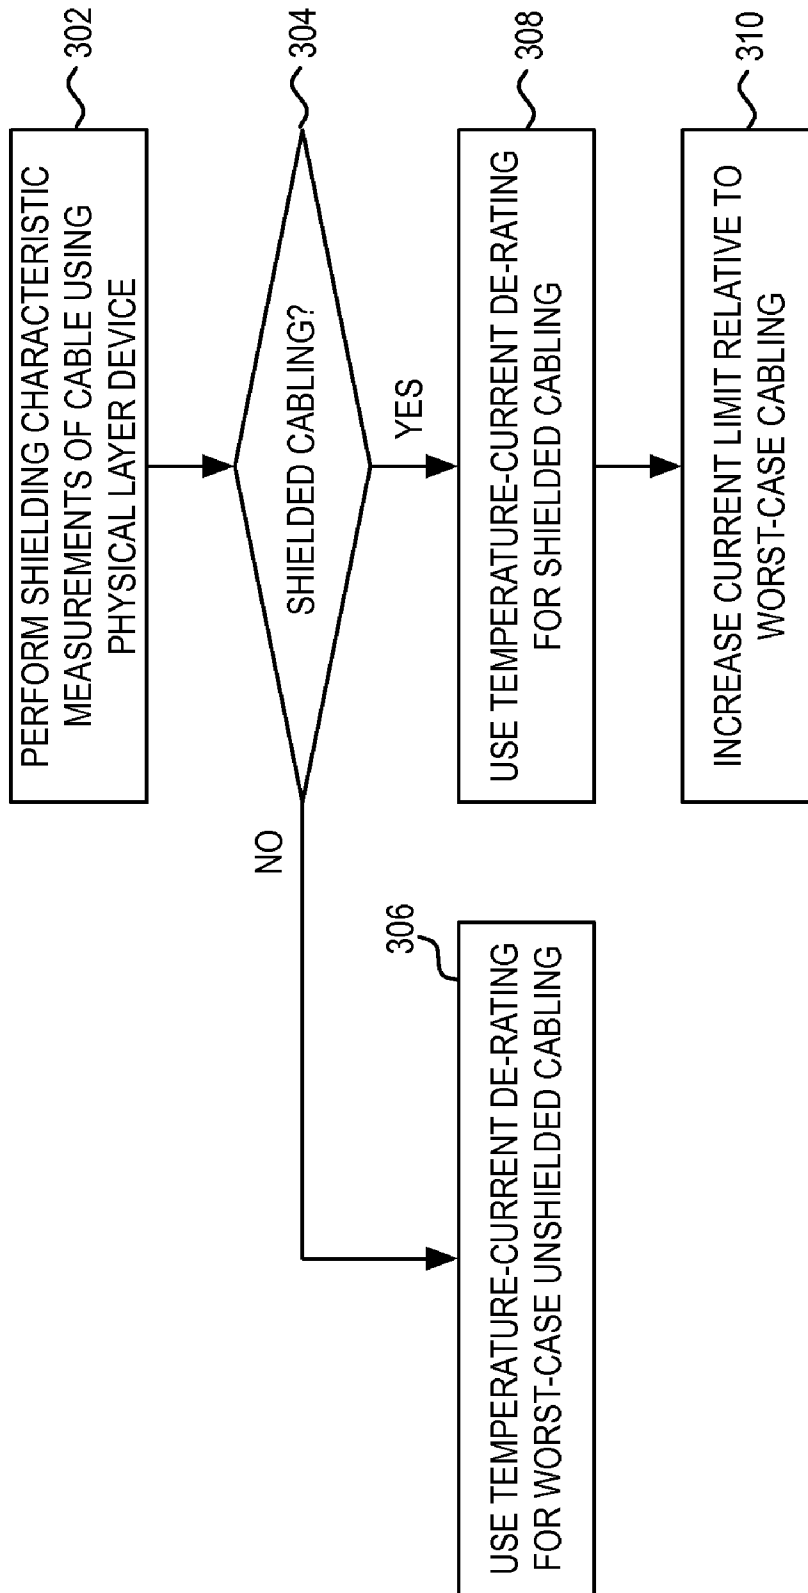 PERFORM SHIELDING CHARACTERISTIC
MEASUREMENTS OF CABLE USING
PHYSICAL LAYER DEVICE
302
SHIELDED CABLING?
304
NO
YES
306
USE TEMPERATURE-CURRENT DE-RATING
FOR WORST-CASE UNSHIELDED CABLING
USE TEMPERATURE-CURRENT DE-RATING
FOR SHIELDED CABLING
308
INCREASE CURRENT LIMIT RELATIVE TO
WORST-CASE CABLING
310